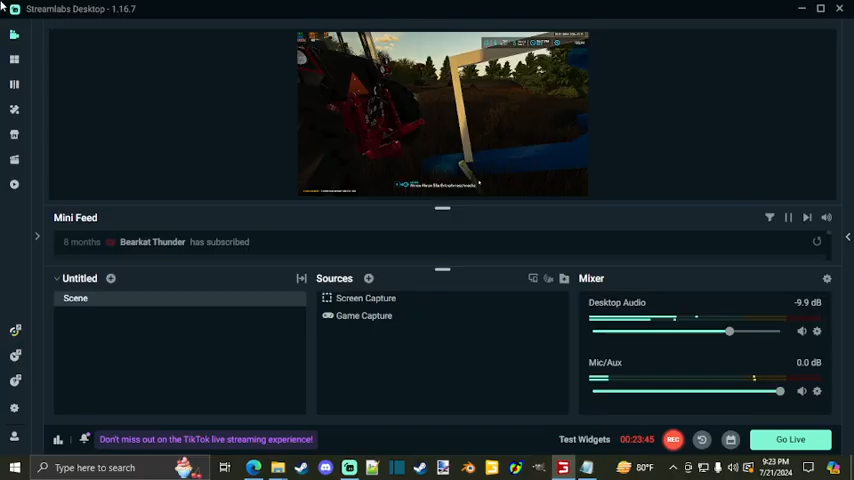 Streamlabs Desktop - 1.16.7
Mini Feed
8 months Bearkat Thunder has subscribed
Untitled
Sources
Mixer
Scene
Screen Capture
Game Capture
Desktop Audio -9.9 dB
Mic/Aux 0.0 dB
Don't miss out on the TikTok live streaming experience!
Test Widgets 00:23:45 REC Go Live
Type here to search
80°F
9:23 PM
7/21/2024